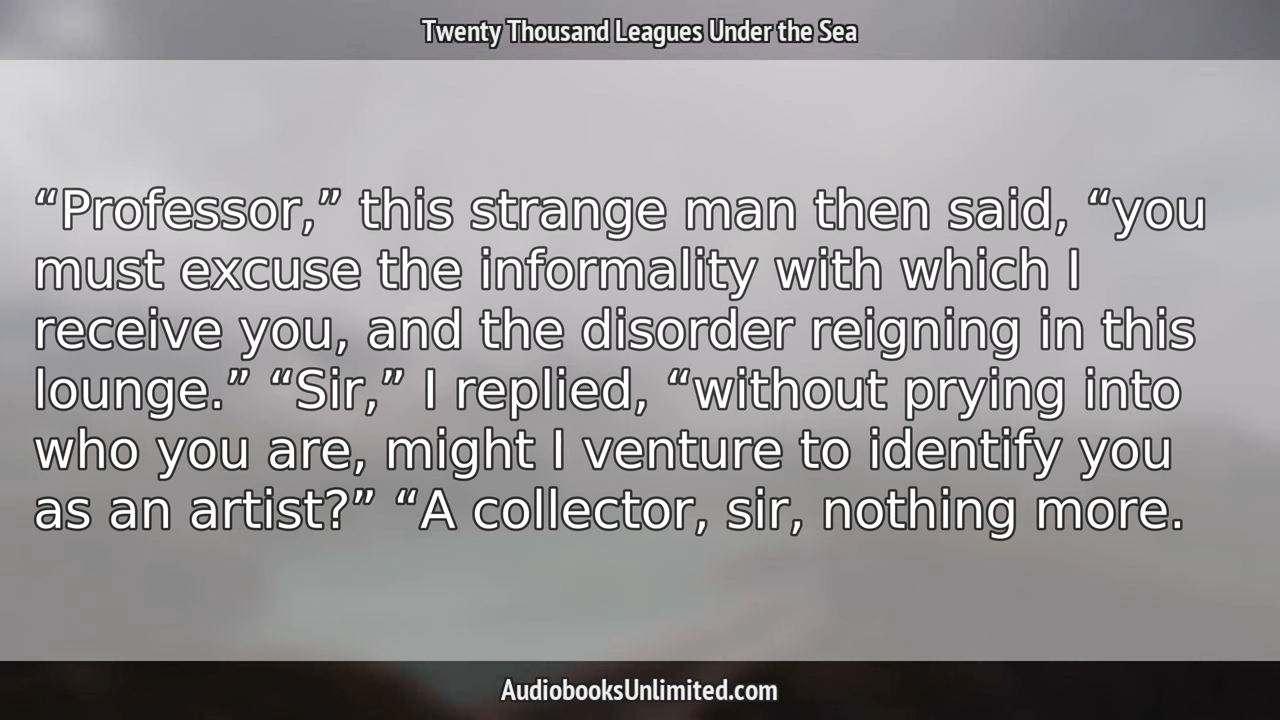 Twenty Thousand Leagues Under the Sea
“Professor,” this strange man then said, “you
must excuse the informality with which I
receive you, and the disorder reigning in this
lounge.” “Sir,” I replied, “without prying into
who you are, might I venture to identify you
as an artist?” “A collector, sir, nothing more.
AudiobooksUnlimited.com